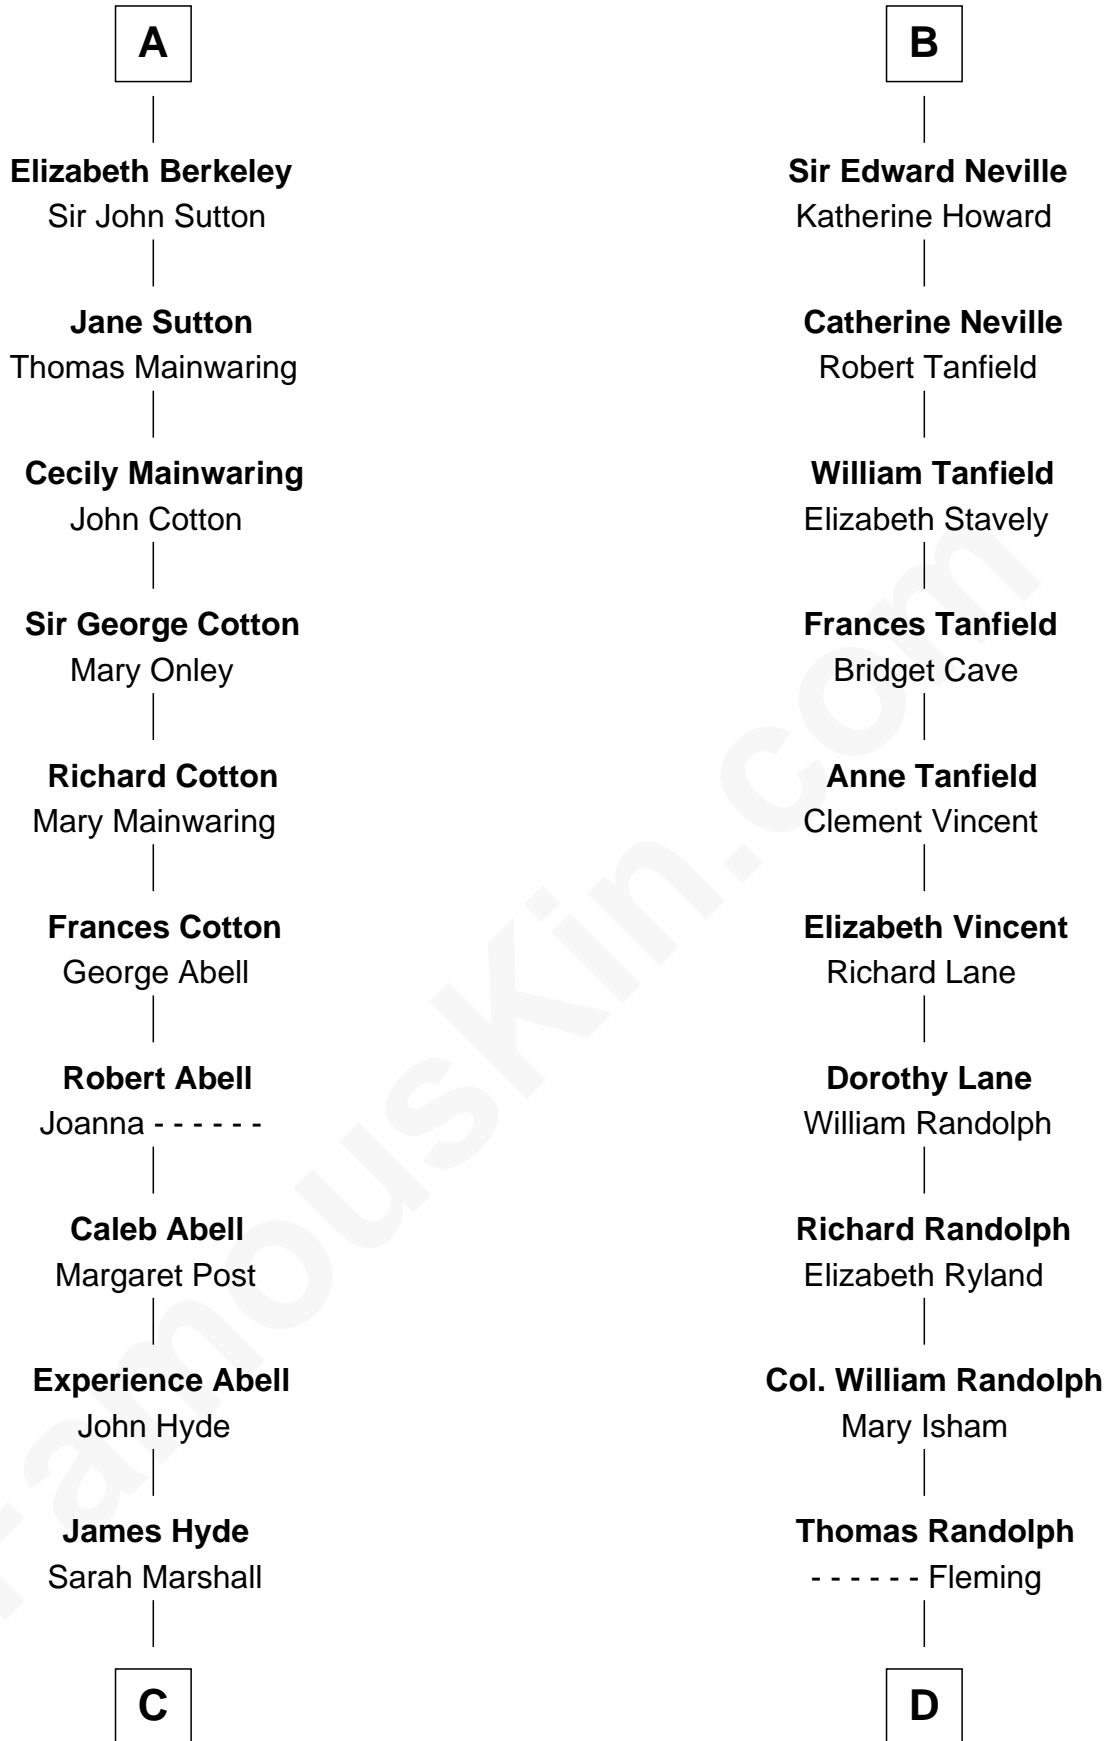 A
Elizabeth Berkeley
Sir John Sutton
Jane Sutton
Thomas Mainwaring
Cecily Mainwaring
John Cotton
Sir George Cotton
Mary Onley
Richard Cotton
Mary Mainwaring
Frances Cotton
George Abell
Robert Abell
Joanna - - - - - -
Caleb Abell
Margaret Post
Experience Abell
John Hyde
James Hyde
Sarah Marshall
C
B
Sir Edward Neville
Katherine Howard
Catherine Neville
Robert Tanfield
William Tanfield
Elizabeth Stavely
Frances Tanfield
Bridget Cave
Anne Tanfield
Clement Vincent
Elizabeth Vincent
Richard Lane
Dorothy Lane
William Randolph
Richard Randolph
Elizabeth Ryland
Col. William Randolph
Mary Isham
Thomas Randolph
- - - - - - Fleming
D
FamousKin.com